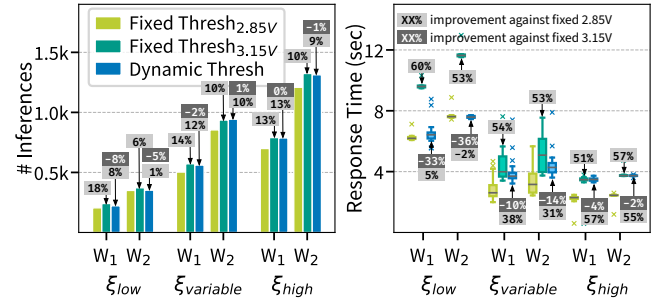 Fixed Thresh2.85V
Fixed Thresh3.15V
Dynamic Thresh
# Inferences
1.5k
1.0k
0.5k
18%
-8%
8%
6%
-5%
1%
14%
-2%
12%
10%
1%
10%
13%
0%
13%
10%
-1%
9%
W1 W2 W1 W2 W1 W2
ξlow ξvariable ξhigh
XX% improvement against fixed 2.85V
XX% improvement against fixed 3.15V
Response Time (sec)
12
8
4
60%
-33%
5%
53%
-36%
-2%
54%
-10%
38%
53%
-14%
31%
51%
-4%
57%
57%
-2%
55%
W1 W2 W1 W2 W1 W2
ξlow ξvariable ξhigh